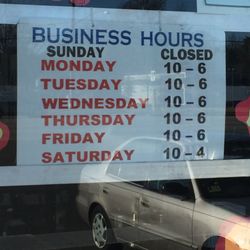 BUSINESS HOURS
SUNDAY CLOSED
MONDAY 10-6
TUESDAY 10-6
WEDNESDAY 10-6
THURSDAY 10-6
FRIDAY 10-6
SATURDAY 10-4